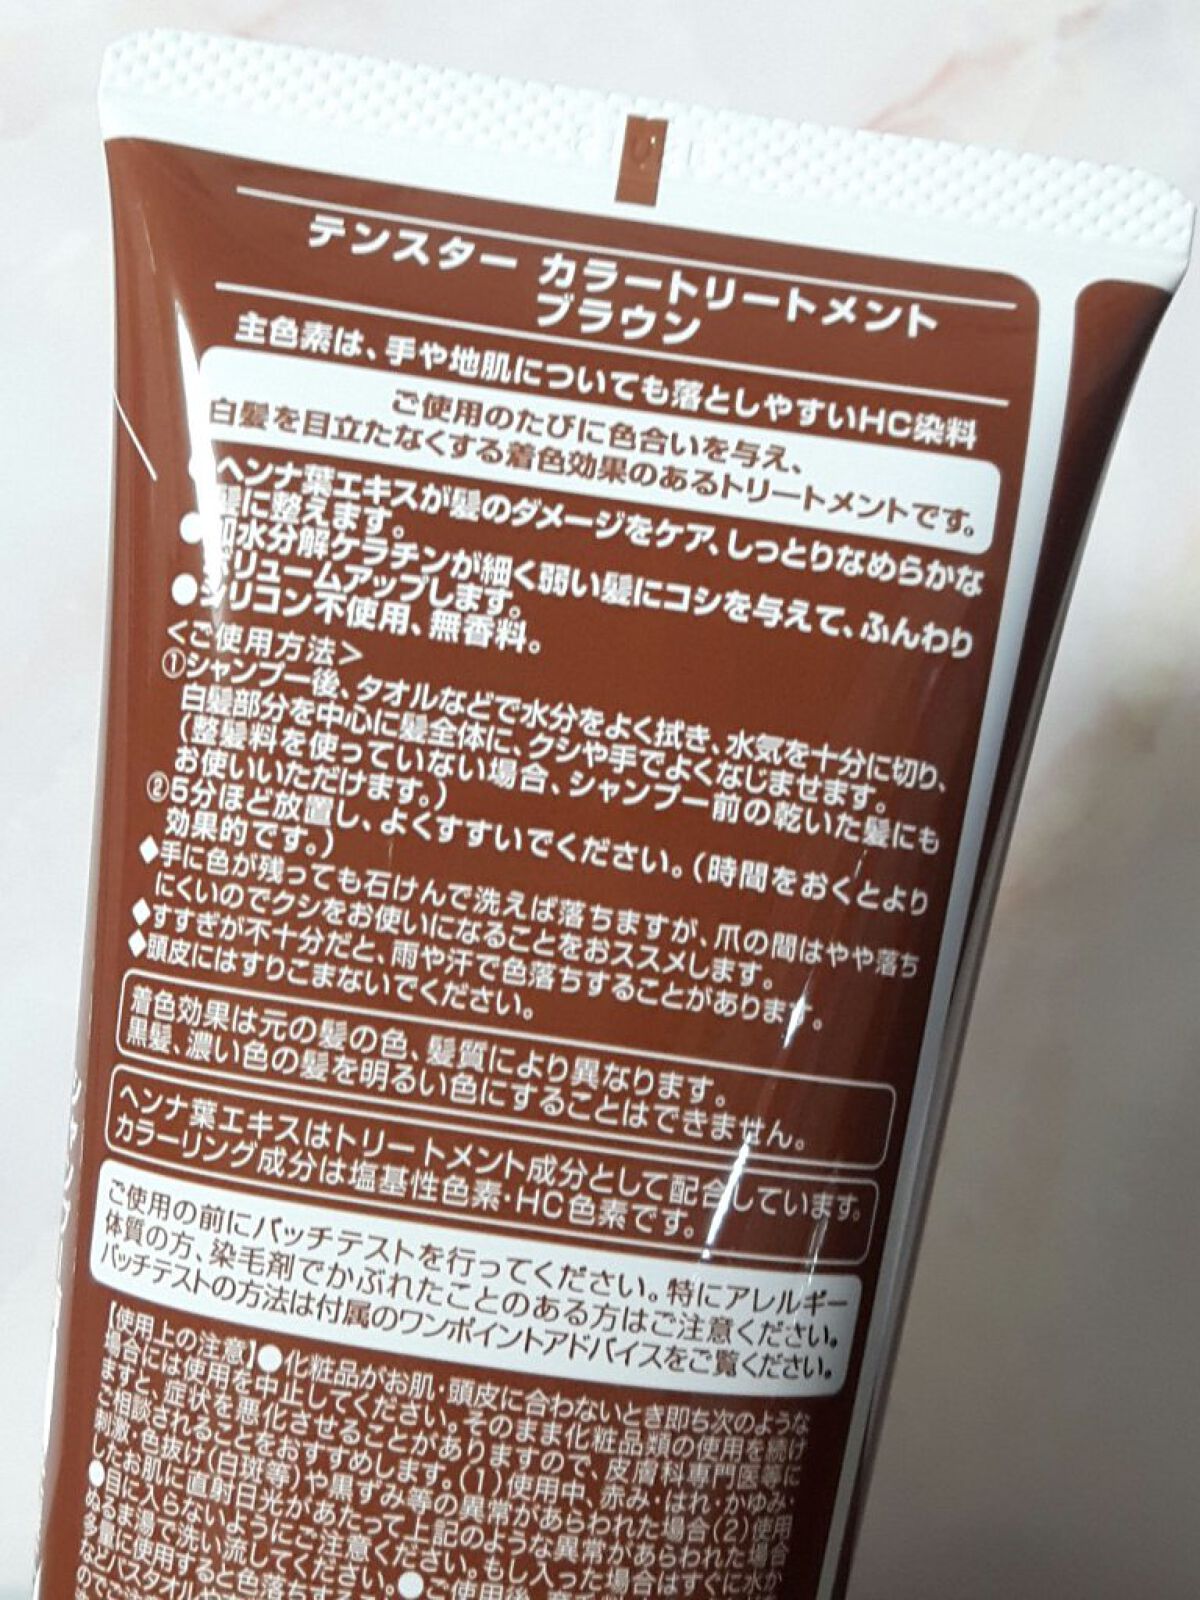 テンスター カラートリートメント
ブラウン
主色素は、手や地肌についても落としやすいHC染料
ご使用のたびに色合いを与え、
白髪を目立たなくする着色効果のあるトリートメントです。
●ヘンナ葉エキスが髪のダメージをケア、しっとりなめらかな
髪に整えます。
●加水分解ケラチンが細く弱い髪にコシを与えて、ふんわり
ボリュームアップします。
●シリコン不使用、無香料。
<ご使用方法>
①シャンプー後、タオルなどで水分をよく拭き、水気を十分に切り、
白髪部分を中心に髪全体に、クシや手でよくなじませます。
(整髪料を使っていない場合、シャンプー前の乾いた髪にも
お使いいただけます。)
②5分ほど放置し、よくすすいでください。(時間をおくとより
効果的です。)
◆手に色が残っても石けんで洗えば落ちますが、爪の間はやや落ち
にくいのでクシをお使いになることをおススメします。
◆すすぎが不十分だと、雨や汗で色落ちすることがあります。
◆頭皮にはすりこまないでください。
着色効果は元の髪の色、髪質により異なります。
黒髪、濃い色の髪を明るい色にすることはできません。
ヘンナ葉エキスはトリートメント成分として配合しています。
カラーリング成分は塩基性色素・HC色素です。
ご使用の前にパッチテストを行ってください。特にアレルギー
体質の方、染毛剤でかぶれたことのある方はご注意ください。
パッチテストの方法は付属のワンポイントアドバイスをご覧ください。
【使用上の注意】●化粧品がお肌・頭皮に合わないとき即ち次のような
場合には使用を中止してください。そのまま化粧品類の使用を続け
ますと、症状を悪化させることがありますので、皮膚科専門医等に
ご相談されることをおすすめします。(1)使用中、赤み・はれ・かゆみ・
刺激・色抜け(白斑等)や黒ずみ等の異常があらわれた場合(2)使用
したお肌に直射日光があたって上記のような異常があらわれた場合
●目に入らないようにご注意ください。もし入った場合はすぐに水か
ぬるま湯で洗い流してください。●ご使用後、
多量に使用すると色落ちする
などバスタオルや
のでご注意